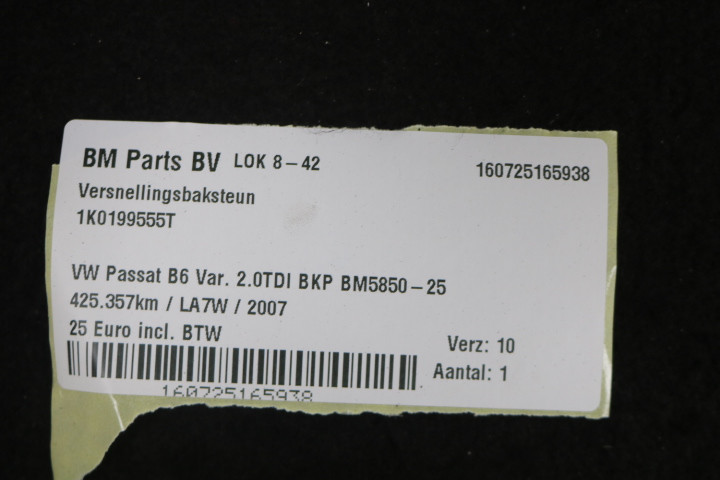 BM Parts BV LOK 8-42
160725165938
Versnellingsbaksteun
1K0199555T
VW Passat B6 Var. 2.0TDI BKP BM5850-25
425.357km / LA7W / 2007
25 Euro incl. BTW
Verz: 10
Aantal: 1
160725165938